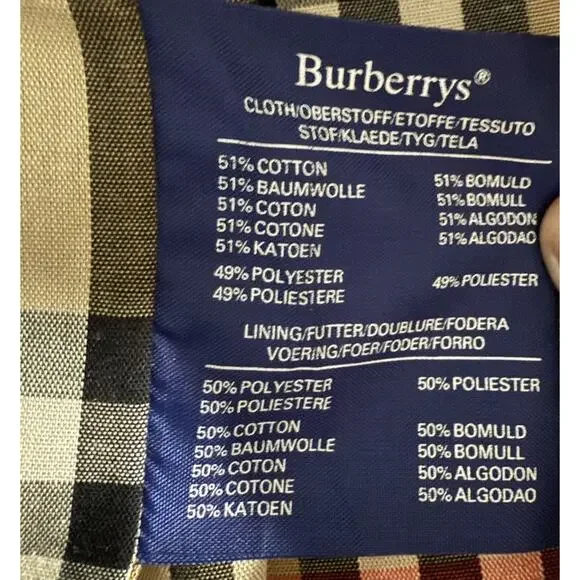 Burberrys®
CLOTH/OBERSTOFF/ETOFFE/TESSUTO
STOF/KLAEDE/TYG/TELA
51% COTTON
51% BAUMWOLLE
51% COTON
51% COTONE
51% KATOEN
51% BOMULD
51% BOMULL
51% ALGODON
51% ALGODAO
49% POLYESTER
49% POLIESTERE
49% POLIESTER
LINING/FUTTER/DOUBLURE/FODERA
VOERING/FOER/FODER/FORRO
50% POLYESTER
50% POLIESTERE
50% POLIESTER
50% COTTON
50% BAUMWOLLE
50% COTON
50% COTONE
50% KATOEN
50% BOMULD
50% BOMULL
50% ALGODON
50% ALGODAO